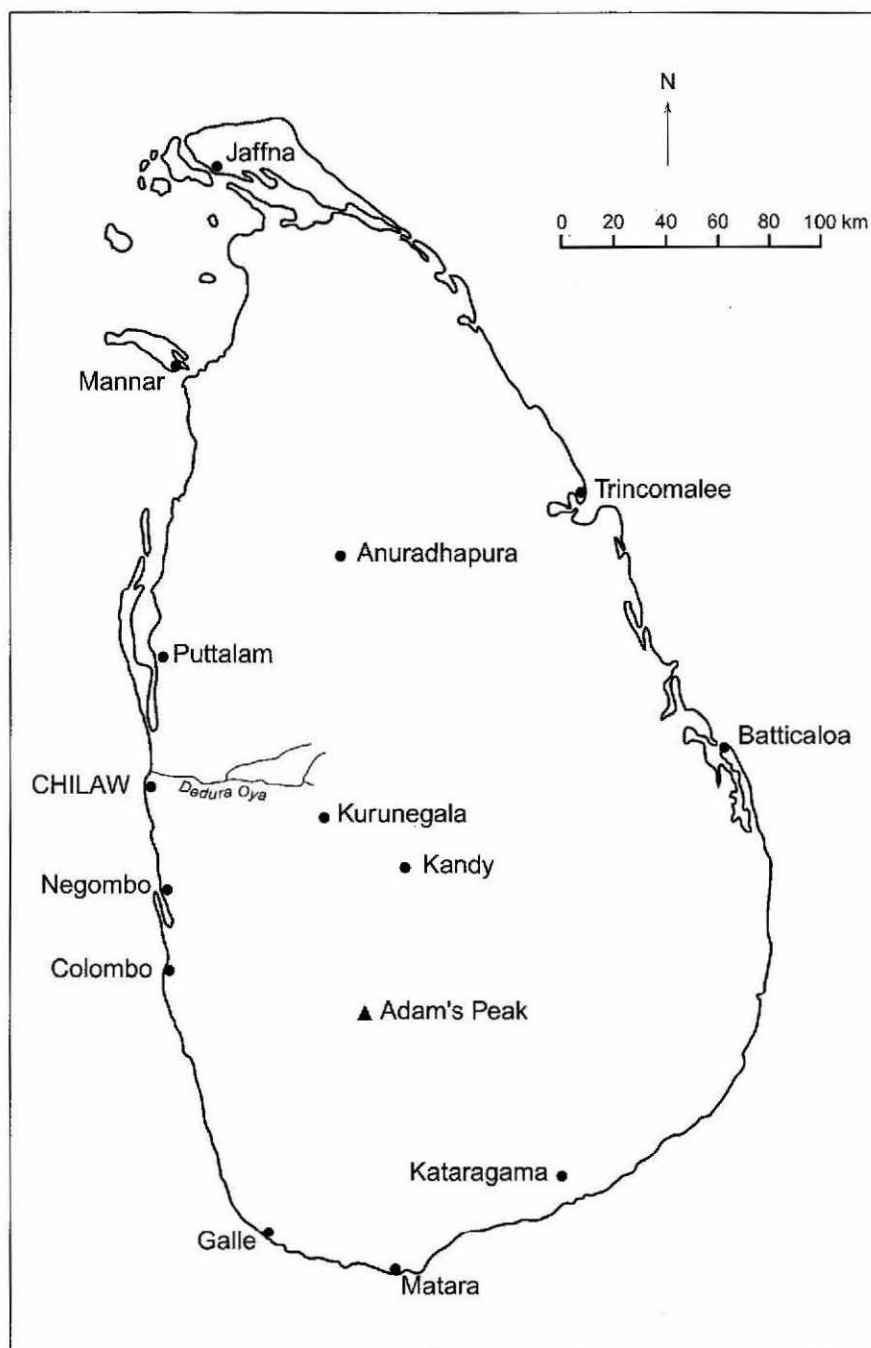 N
Jaffna
0 20 40 60 80 100 km
Mannar
Trincomalee
Anuradhapura
Puttalam
Batticaloa
CHILAW
Dedura Oya
Kurunegala
Kandy
Negombo
Colombo
Adam's Peak
Kataragama
Galle
Matara